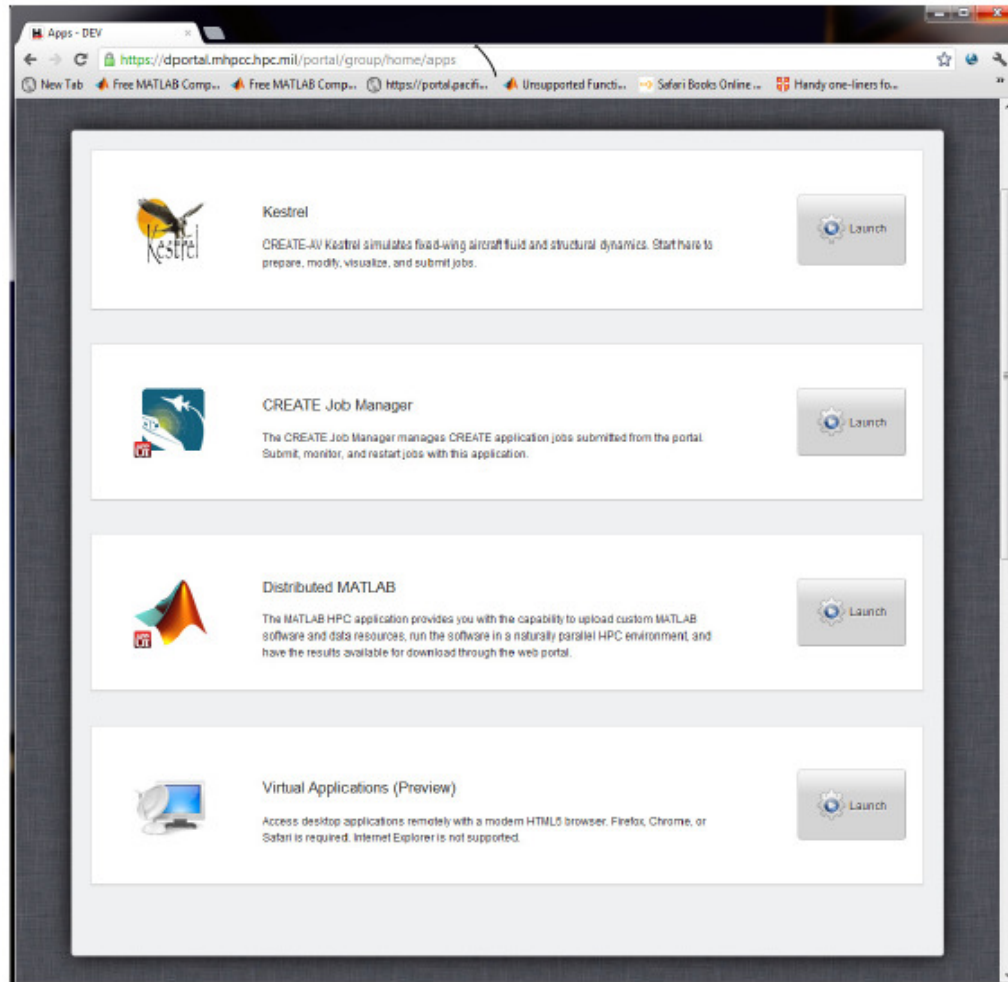 Apps - DEV
https://dportal.mhpcc.hpc.mil/portal/group/home/apps
New Tab Free MATLAB Comp... Free MATLAB Comp... https://portal.pacifi... Unsupported Functi... Safari Books Online ... Handy one-liners fo...
Kestrel
Kestrel
CREATE-AV Kestrel simulates fixed-wing aircraft fluid and structural dynamics. Start here to
prepare, modify, visualize, and submit jobs.
Launch
CREATE Job Manager
The CREATE Job Manager manages CREATE application jobs submitted from the portal.
Submit, monitor, and restart jobs with this application.
Launch
Distributed MATLAB
The MATLAB HPC application provides you with the capability to upload custom MATLAB
software and data resources, run the software in a naturally parallel HPC environment, and
have the results available for download through the web portal.
Launch
Virtual Applications (Preview)
Access desktop applications remotely with a modern HTML5 browser. Firefox, Chrome, or
Safari is required. Internet Explorer is not supported.
Launch